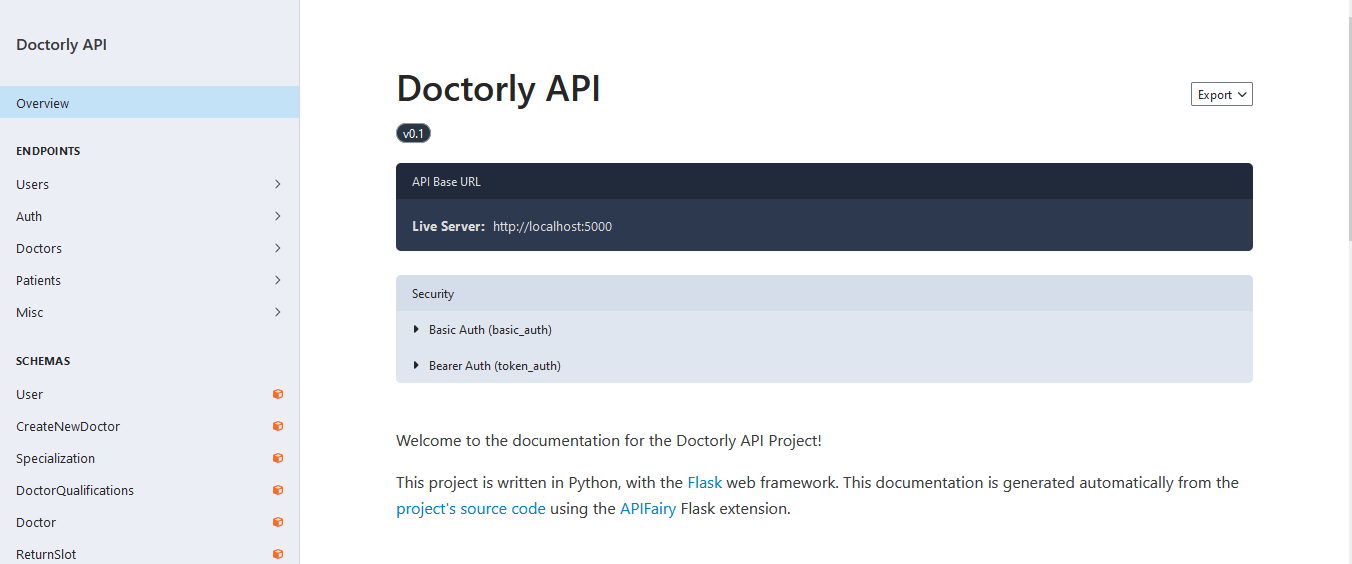 Doctorly API
Overview
ENDPOINTS
Users
Auth
Doctors
Patients
Misc
SCHEMAS
User
CreateNewDoctor
Specialization
DoctorQualifications
Doctor
ReturnSlot
Doctorly API
Export
v0.1
API Base URL
Live Server: http://localhost:5000
Security
Basic Auth (basic_auth)
Bearer Auth (token_auth)
Welcome to the documentation for the Doctorly API Project!
This project is written in Python, with the Flask web framework. This documentation is generated automatically from the
project's source code using the APIFairy Flask extension.